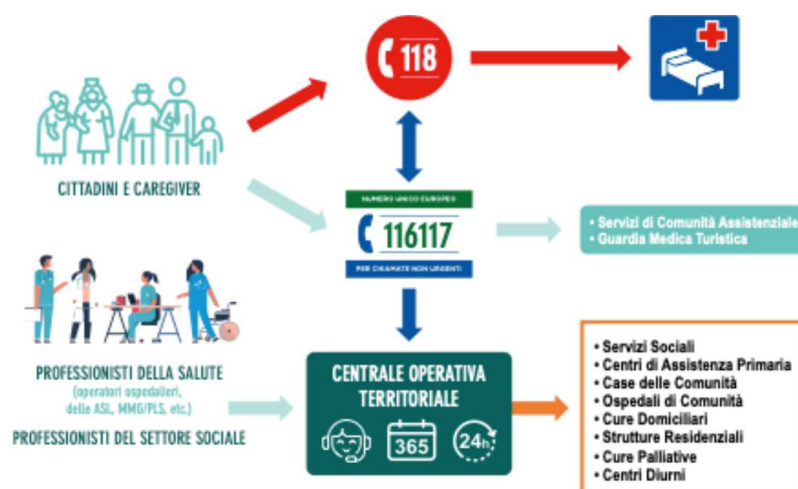 118
CITTADINI E CAREGIVER
NUMERO UNICO EUROPEO
116117
PER CHIAMATE NON URGENTI
• Servizi di Comunità Assistenziale
• Guardia Medica Turistica
PROFESSIONISTI DELLA SALUTE
(operatori ospedalieri,
delle ASL, MMG/PLS, etc.)
PROFESSIONISTI DEL SETTORE SOCIALE
CENTRALE OPERATIVA
TERRITORIALE
365
24h
• Servizi Sociali
• Centri di Assistenza Primaria
• Case delle Comunità
• Ospedali di Comunità
• Cure Domiciliari
• Strutture Residenziali
• Cure Palliative
• Centri Diurni